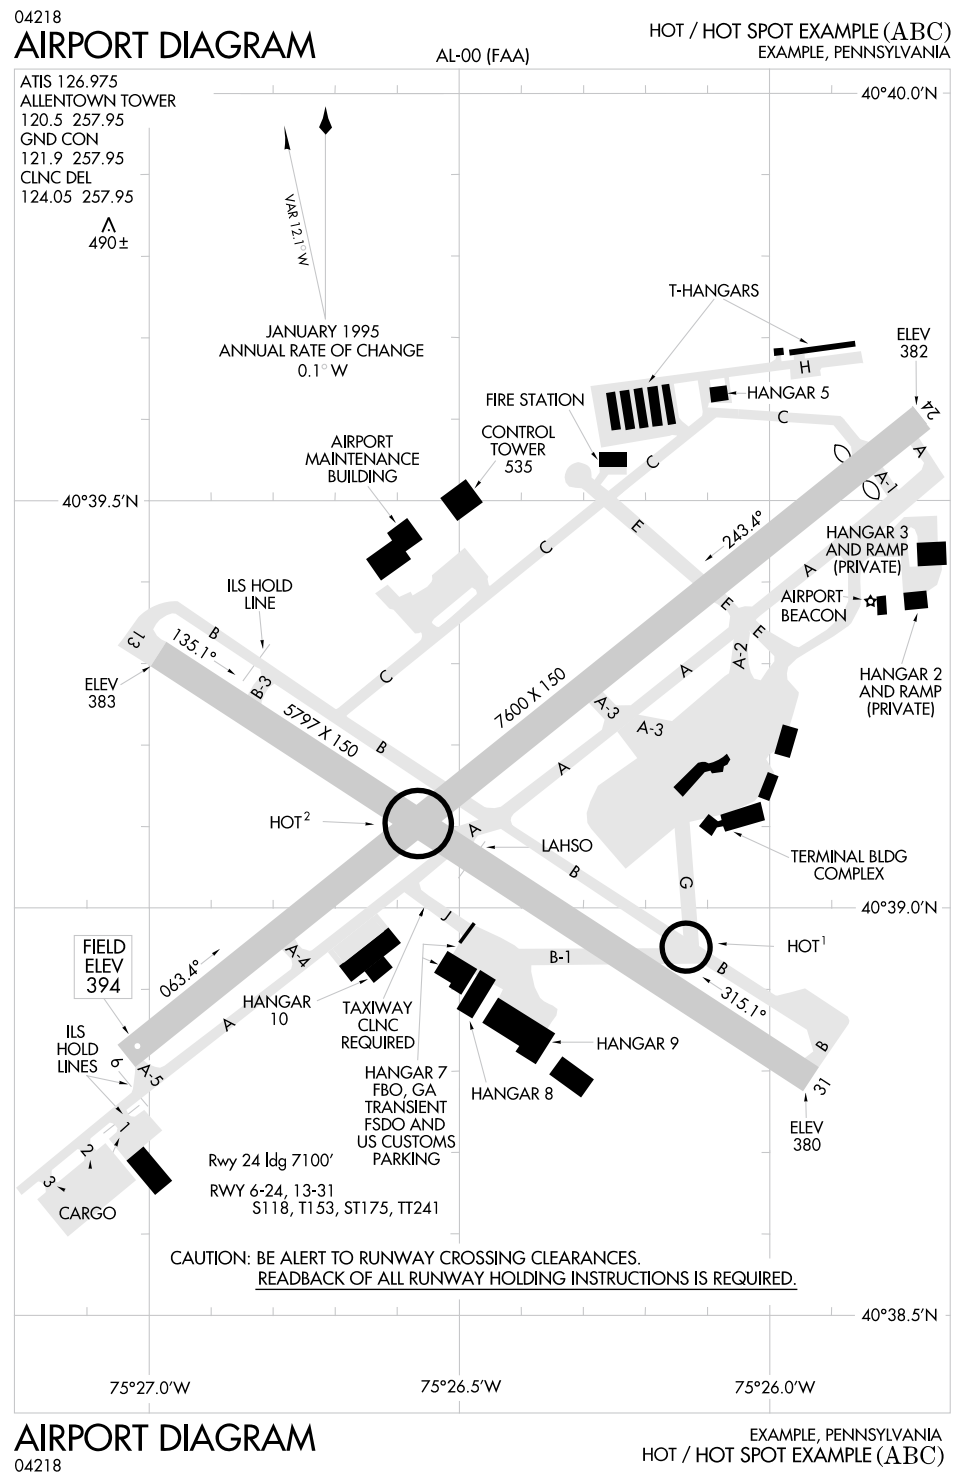 04218
AIRPORT DIAGRAM
AL-00 (FAA)
HOT / HOT SPOT EXAMPLE (ABC)
EXAMPLE, PENNSYLVANIA
ATIS 126.975
ALLENTOWN TOWER
120.5 257.95
GND CON
121.9 257.95
CLNC DEL
124.05 257.95
490±
40°40.0'N
VAR 12.1° W
JANUARY 1995
ANNUAL RATE OF CHANGE
0.1° W
T-HANGARS
ELEV
382
H
HANGAR 5
24
FIRE STATION
C
CONTROL
TOWER
535
AIRPORT
MAINTENANCE
BUILDING
C
A
A-1
40°39.5'N
E
243.4°
HANGAR 3
AND RAMP
(PRIVATE)
C
A
ILS HOLD
LINE
AIRPORT
BEACON
E
E
13
B
135.1°
A-2
ELEV
383
B-3
C
A
HANGAR 2
AND RAMP
(PRIVATE)
7600 X 150
5797 X 150
A-3
A-3
B
A
HOT2
A
LAHSO
TERMINAL BLDG
COMPLEX
B
G
40°39.0'N
J
HOT1
FIELD
ELEV
394
A-4
B-1
B
063.4°
315.1°
HANGAR
10
TAXIWAY
CLNC
REQUIRED
A
ILS
HOLD
LINES
HANGAR 9
B
6
A-5
HANGAR 7
FBO, GA
TRANSIENT
FSDO AND
US CUSTOMS
PARKING
HANGAR 8
31
ELEV
380
1
2
3
CARGO
Rwy 24 ldg 7100'
RWY 6-24, 13-31
S118, T153, ST175, TT241
CAUTION: BE ALERT TO RUNWAY CROSSING CLEARANCES.
READBACK OF ALL RUNWAY HOLDING INSTRUCTIONS IS REQUIRED.
40°38.5'N
75°27.0'W
75°26.5'W
75°26.0'W
AIRPORT DIAGRAM
04218
EXAMPLE, PENNSYLVANIA
HOT / HOT SPOT EXAMPLE (ABC)